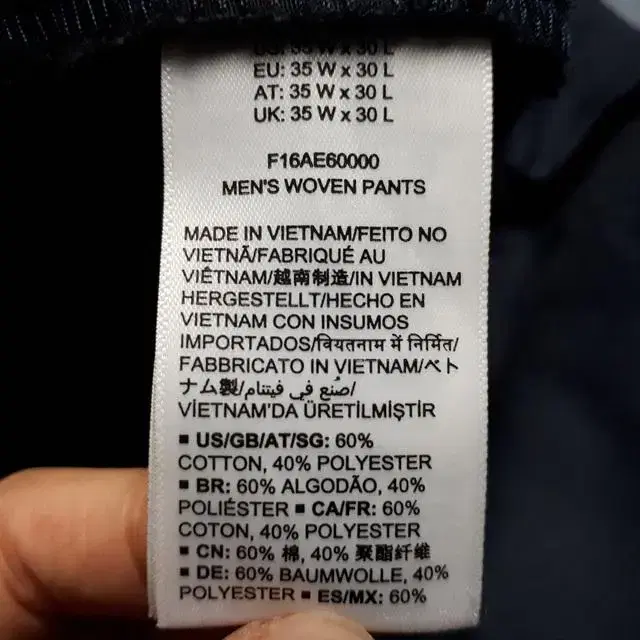 35 W x 30 L
EU: 35 W x 30 L
AT: 35 W x 30 L
UK: 35 W x 30 L
F16AE60000
MEN'S WOVEN PANTS
MADE IN VIETNAM/FEITO NO
VIETNÃ/FABRIQUÉ AU
VIÊTNAM/越南制造/IN VIETNAM
HERGESTELLT/HECHO EN
VIETNAM CON INSUMOS
IMPORTADOS/वियतनाम में निर्मित/
FABBRICATO IN VIETNAM/ベト
ナム製/صُنع في فيتنام/
VİETNAM'DA ÜRETİLMİŞTİR
▪ US/GB/AT/SG: 60%
COTTON, 40% POLYESTER
▪ BR: 60% ALGODÃO, 40%
POLIÉSTER ▪ CA/FR: 60%
COTON, 40% POLYESTER
▪ CN: 60% 棉, 40% 聚酯纤维
▪ DE: 60% BAUMWOLLE, 40%
POLYESTER ▪ ES/MX: 60%